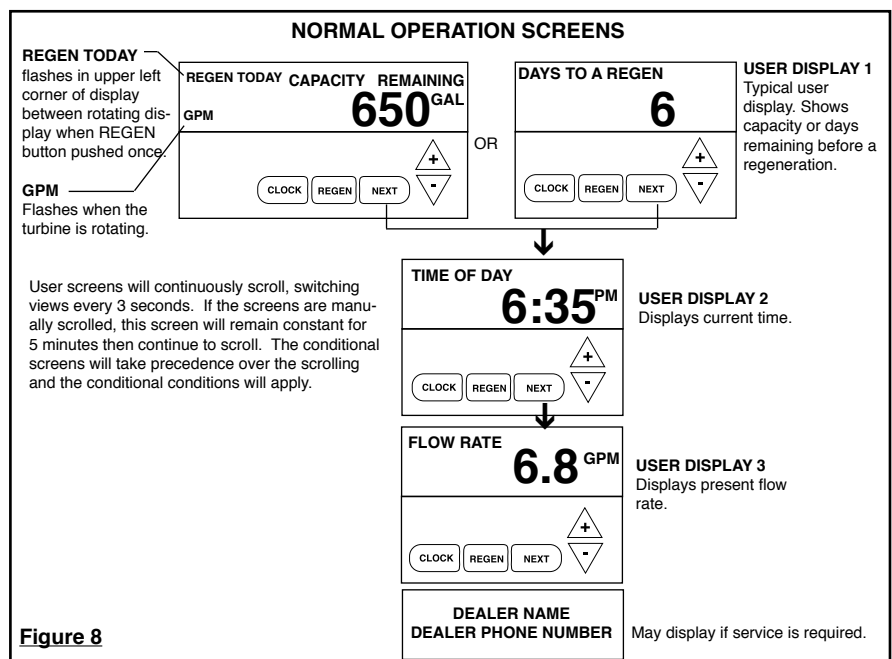 NORMAL OPERATION SCREENS
REGEN TODAY
flashes in upper left
corner of display
between rotating dis-
play when REGEN
button pushed once.
GPM
Flashes when the
turbine is rotating.
REGEN TODAY CAPACITY REMAINING
650 GAL
GPM
CLOCK REGEN NEXT
+
-
OR
DAYS TO A REGEN
6
CLOCK REGEN NEXT
+
-
USER DISPLAY 1
Typical user
display. Shows
capacity or days
remaining before a
regeneration.
User screens will continuously scroll, switching
views every 3 seconds. If the screens are manu-
ally scrolled, this screen will remain constant for
5 minutes then continue to scroll. The conditional
screens will take precedence over the scrolling
and the conditional conditions will apply.
TIME OF DAY
6:35 PM
CLOCK REGEN NEXT
+
-
USER DISPLAY 2
Displays current time.
FLOW RATE
6.8 GPM
CLOCK REGEN NEXT
+
-
USER DISPLAY 3
Displays present flow
rate.
DEALER NAME
DEALER PHONE NUMBER
May display if service is required.
Figure 8